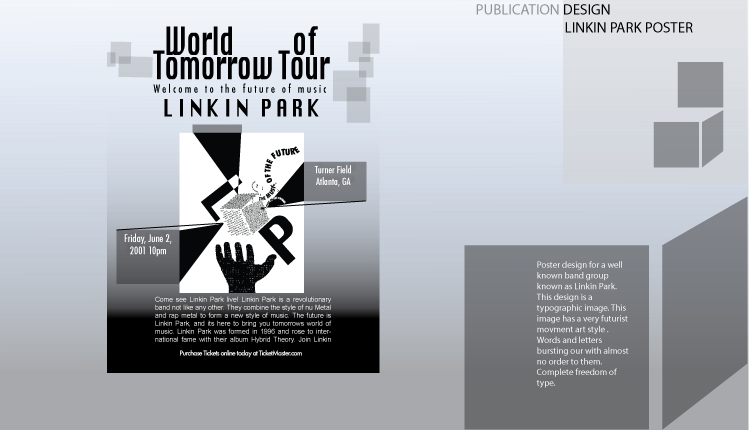 PUBLICATION DESIGN
LINKIN PARK POSTER
World of
Tomorrow Tour
Welcome to the future of music
LINKIN PARK
THE MUSIC OF THE FUTURE
Turner Field
Atlanta, GA
L
P
Friday, June 2,
2001 10pm
Come see Linkin Park live! Linkin Park is a revolutionary
band not like any other. They combine the style of nu Metal
and rap metal to form a new style of music. The future is
Linkin Park, and its here to bring you tomorrows world of
music. Linkin Park was formed in 1996 and rose to inter-
national fame with their album Hybrid Theory. Join Linkin
Purchase Tickets online today at TicketMaster.com
Poster design for a well
known band group
known as Linkin Park.
This design is a
typographic image. This
image has a very futurist
movment art style .
Words and letters
bursting our with almost
no order to them.
Complete freedom of
type.